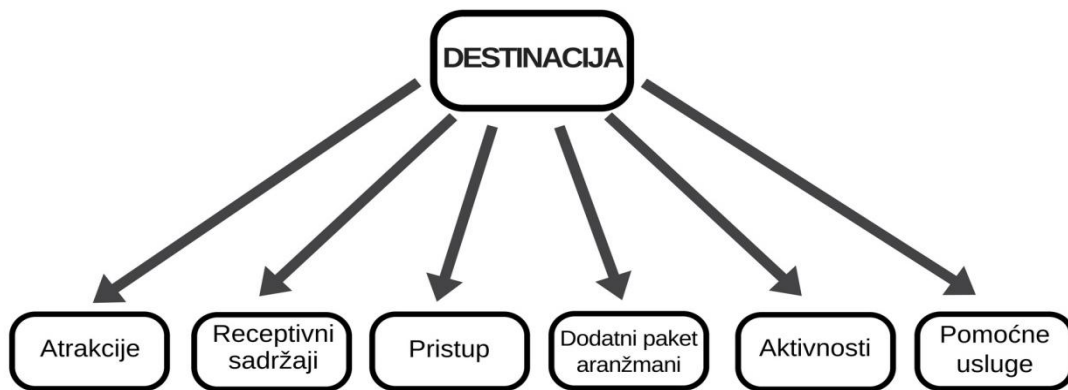 DESTINACIJA
Atrakcije
Receptivni
sadržaji
Pristup
Dodatni paket
aranžmani
Aktivnosti
Pomoćne
usluge